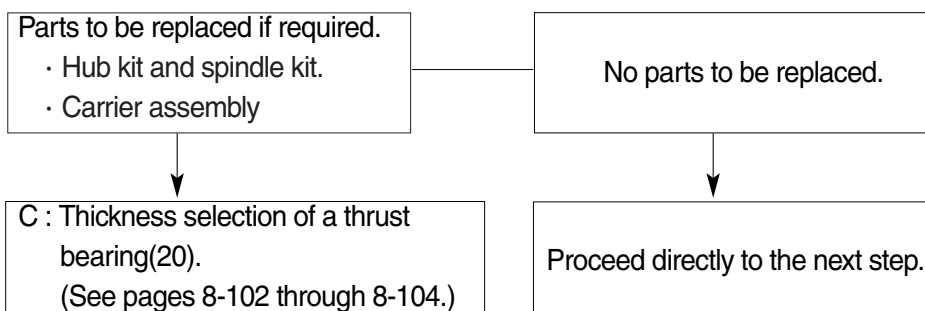 Parts to be replaced if required.
· Hub kit and spindle kit.
· Carrier assembly
No parts to be replaced.
C : Thickness selection of a thrust
bearing(20).
(See pages 8-102 through 8-104.)
Proceed directly to the next step.